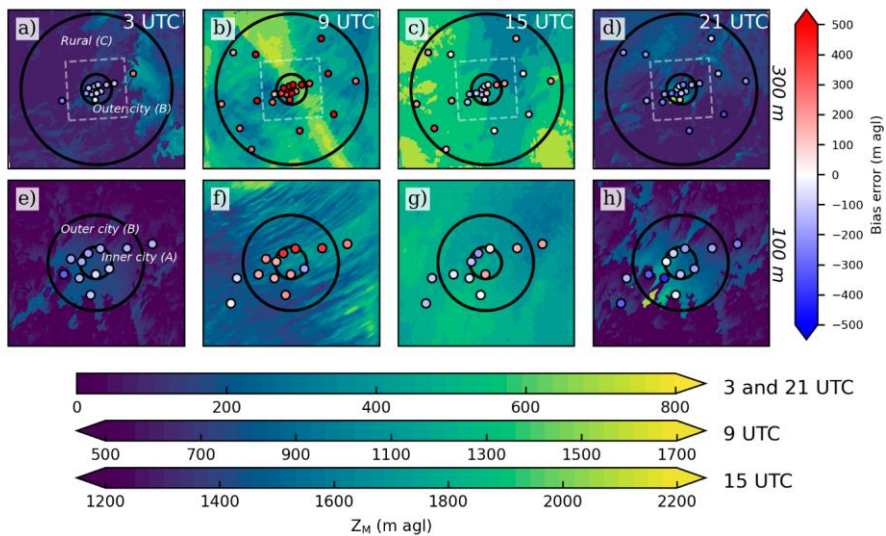 a) 3 UTC
Rural (C)
Outer city (B)
b) 9 UTC
c) 15 UTC
d) 21 UTC
300 m
e)
Outer city (B)
Inner city (A)
f)
g)
h)
100 m
500
400
300
200
100
0
−100
−200
−300
−400
−500
Bias error (m agl)
0 200 400 600 800
3 and 21 UTC
500 700 900 1100 1300 1500 1700
9 UTC
1200 1400 1600 1800 2000 2200
15 UTC
Z_M (m agl)